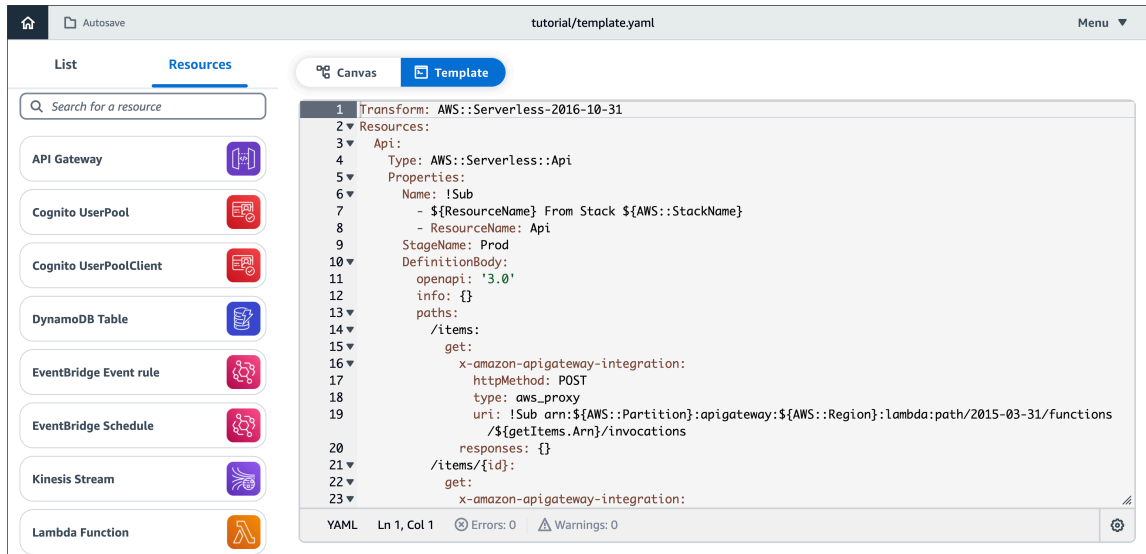 Autosave
tutorial/template.yaml
Menu
List
Resources
Search for a resource
API Gateway
Cognito UserPool
Cognito UserPoolClient
DynamoDB Table
EventBridge Event rule
EventBridge Schedule
Kinesis Stream
Lambda Function
Canvas
Template
1 Transform: AWS::Serverless-2016-10-31
2 Resources:
3 Api:
4 Type: AWS::Serverless::Api
5 Properties:
6 Name: !Sub
7 - ${ResourceName} From Stack ${AWS::StackName}
8 - ResourceName: Api
9 StageName: Prod
10 DefinitionBody:
11 openapi: '3.0'
12 info: {}
13 paths:
14 /items:
15 get:
16 x-amazon-apigateway-integration:
17 httpMethod: POST
18 type: aws_proxy
19 uri: !Sub arn:${AWS::Partition}:apigateway:${AWS::Region}:lambda:path/2015-03-31/functions
/${getItems.Arn}/invocations
20 responses: {}
21 /items/{id}:
22 get:
23 x-amazon-apigateway-integration:
YAML Ln 1, Col 1 Errors: 0 Warnings: 0